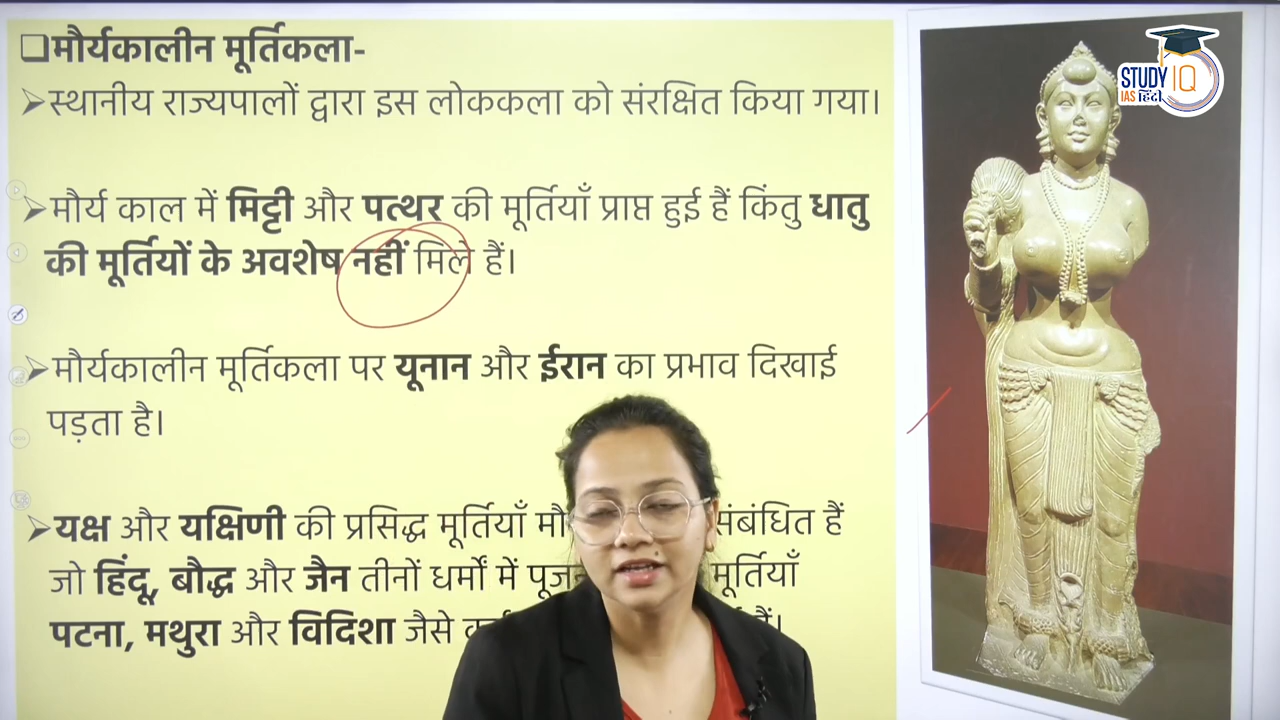 ❑मौर्यकालीन मूर्तिकला-
➢स्थानीय राज्यपालों द्वारा इस लोककला को संरक्षित किया गया।
➢मौर्य काल में मिट्टी और पत्थर की मूर्तियाँ प्राप्त हुई हैं किंतु धातु
की मूर्तियों के अवशेष नहीं मिले हैं।
➢मौर्यकालीन मूर्तिकला पर यूनान और ईरान का प्रभाव दिखाई
पड़ता है।
➢यक्ष और यक्षिणी की प्रसिद्ध मूर्तियाँ संबंधित हैं
जो हिंदू, बौद्ध और जैन तीनों धर्मों में मूर्तियाँ
पटना, मथुरा और विदिशा जैसे हैं।
STUDY IQ
IAS हिंदी